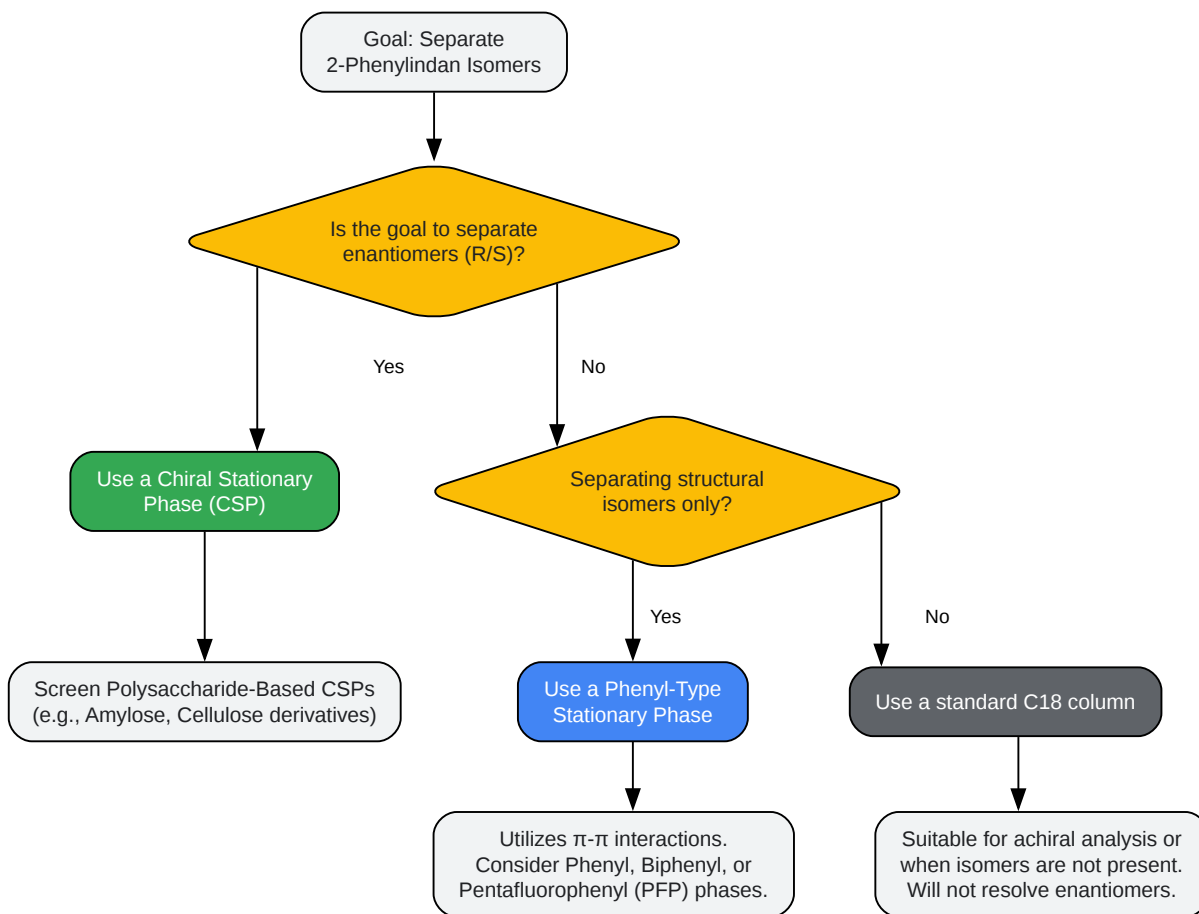 Goal: Separate
2-Phenylindan Isomers
Is the goal to separate
enantiomers (R/S)?
Yes
No
Use a Chiral Stationary
Phase (CSP)
Separating structural
isomers only?
Yes
No
Screen Polysaccharide-Based CSPs
(e.g., Amylose, Cellulose derivatives)
Use a Phenyl-Type
Stationary Phase
Use a standard C18 column
Utilizes π-π interactions.
Consider Phenyl, Biphenyl, or
Pentafluorophenyl (PFP) phases.
Suitable for achiral analysis or
when isomers are not present.
Will not resolve enantiomers.